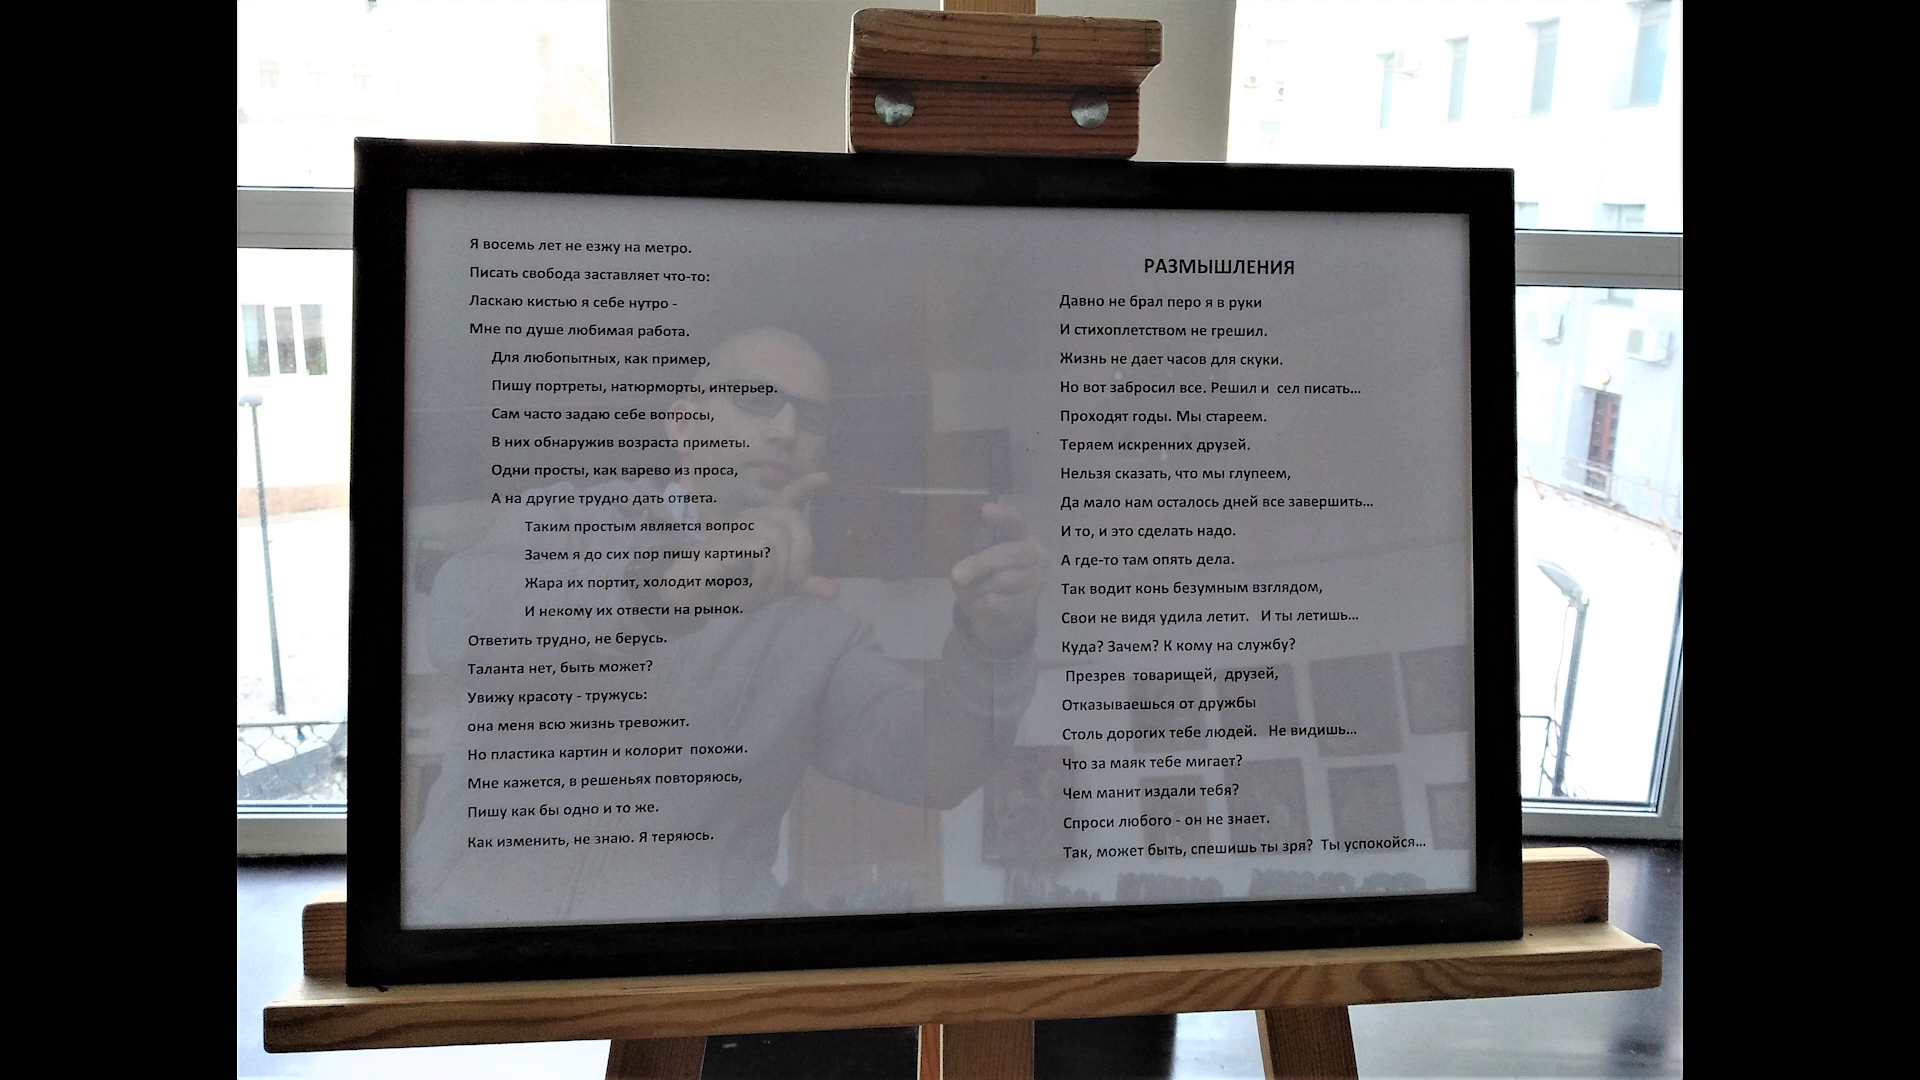 Я восемь лет не езжу на метро.
Писать свобода заставляет что-то:
Ласкаю кистью я себе нутро -
Мне по душе любимая работа.
Для любопытных, как пример,
Пишу портреты, натюрморты, интерьер.
Сам часто задаю себе вопросы,
В них обнаружив возраста приметы.
Одни просты, как варево из проса,
А на другие трудно дать ответа.
Таким простым является вопрос
Зачем я до сих пор пишу картины?
Жара их портит, холодит мороз,
И некому их отвести на рынок.
Ответить трудно, не берусь.
Таланта нет, быть может?
Увижу красоту - тружусь:
она меня всю жизнь тревожит.
Но пластика картин и колорит похожи.
Мне кажется, в решеньях повторяюсь,
Пишу как бы одно и то же.
Как изменить, не знаю. Я теряюсь.
РАЗМЫШЛЕНИЯ
Давно не брал перо я в руки
И стихоплетством не грешил.
Жизнь не дает часов для скуки.
Но вот забросил все. Решил и сел писать...
Проходят годы. Мы стареем.
Теряем искренних друзей.
Нельзя сказать, что мы глупеем,
Да мало нам осталось дней все завершить...
И то, и это сделать надо.
А где-то там опять дела.
Так водит конь безумным взглядом,
Свои не видя удила летит. И ты летишь...
Куда? Зачем? К кому на службу?
Презрев товарищей, друзей,
Отказываешься от дружбы
Столь дорогих тебе людей. Не видишь...
Что за маяк тебе мигает?
Чем манит издали тебя?
Спроси любого - он не знает.
Так, может быть, спешишь ты зря? Ты успокойся...